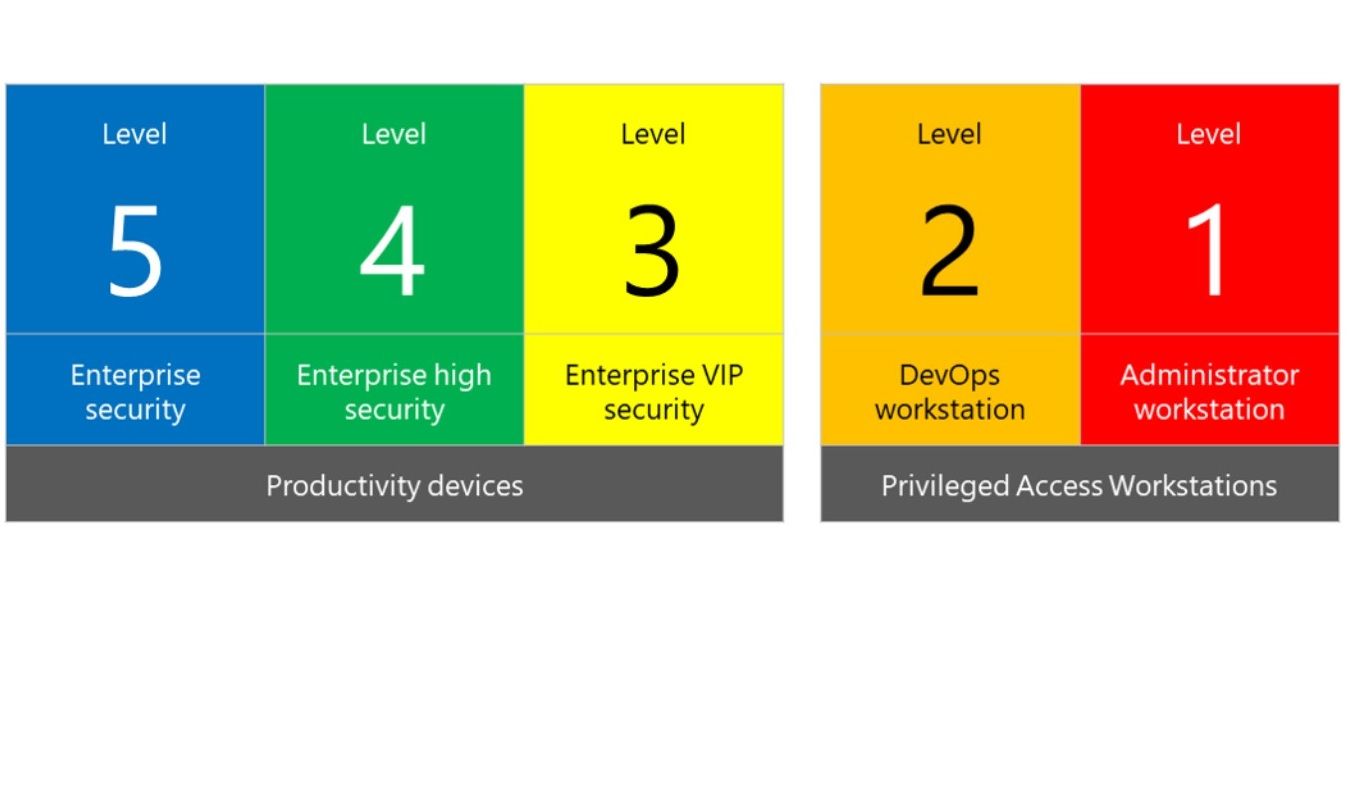 Level
5
Enterprise
security
Level
4
Enterprise high
security
Level
3
Enterprise VIP
security
Productivity devices
Level
2
DevOps
workstation
Level
1
Administrator
workstation
Privileged Access Workstations